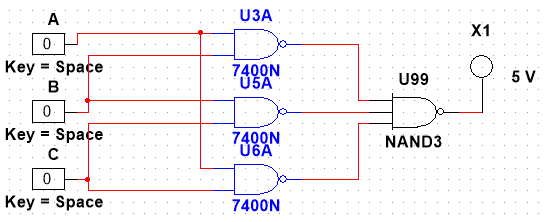 A
0
Key = Space
B
0
Key = Space
C
0
Key = Space
U3A
7400N
U5A
7400N
U6A
7400N
U99
NAND3
X1
5 V